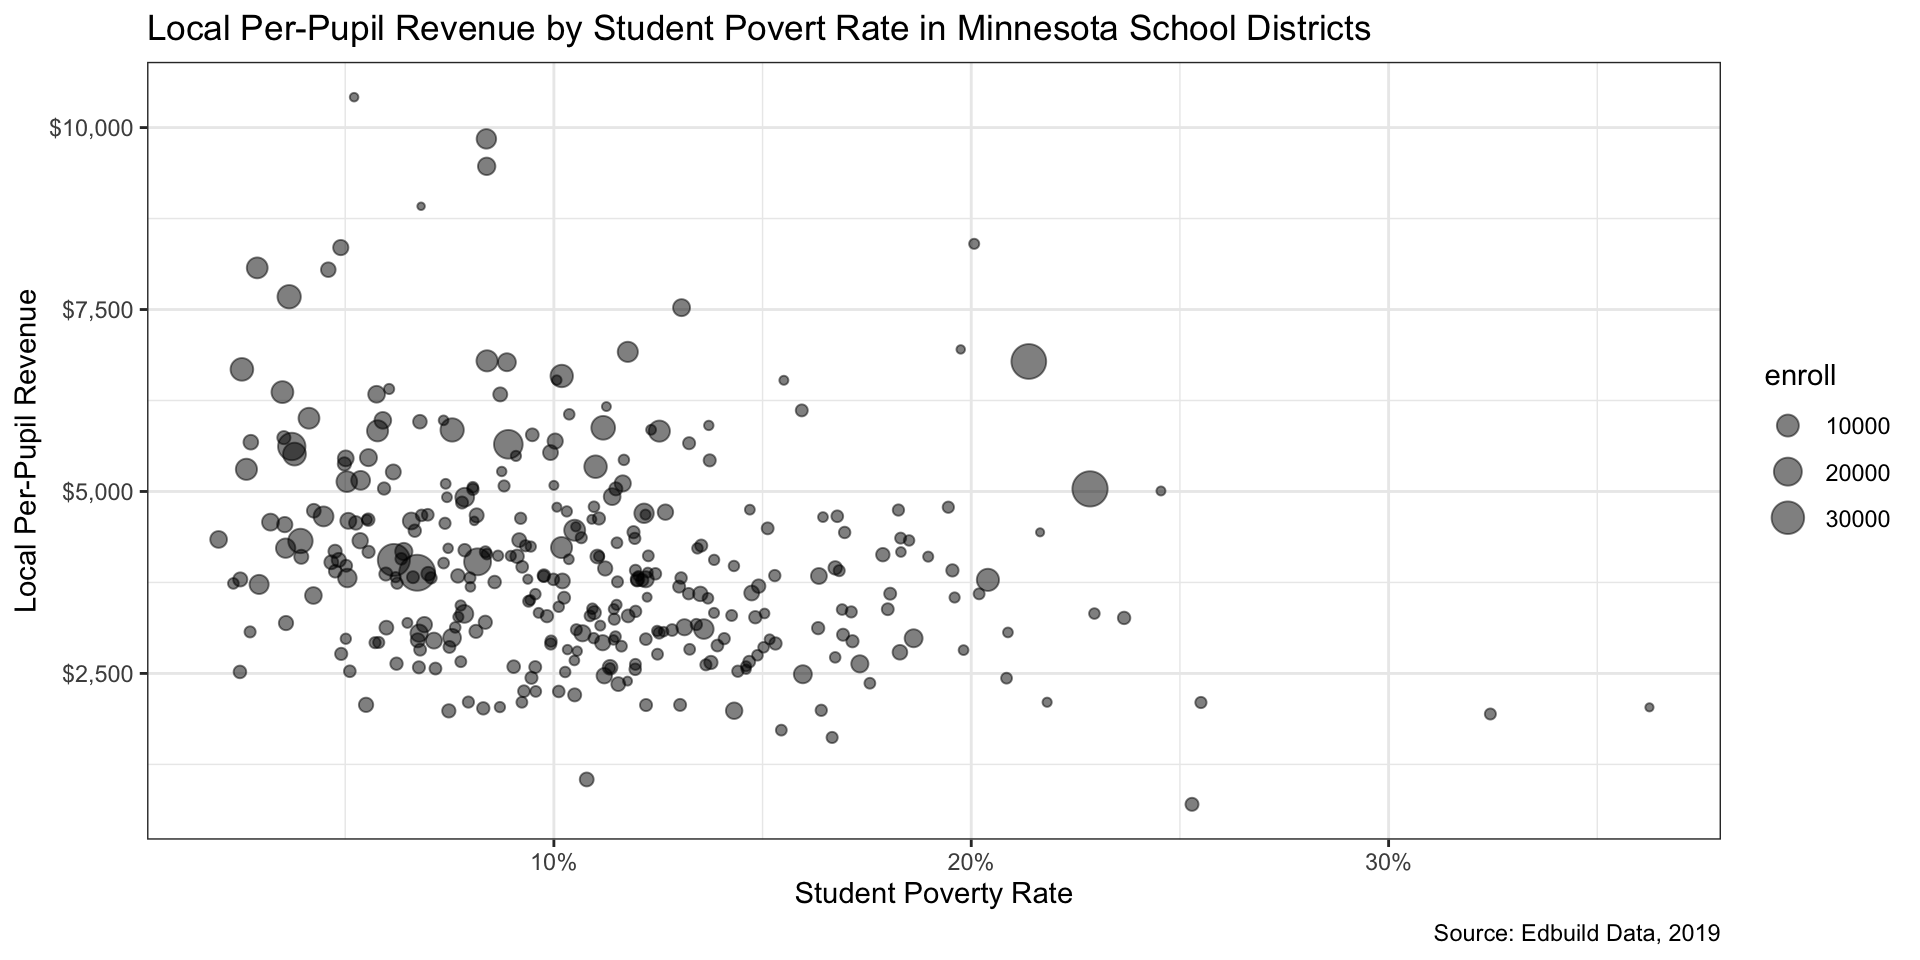 Local Per-Pupil Revenue by Student Povert Rate in Minnesota School Districts
Local Per-Pupil Revenue
$10,000
$7,500
$5,000
$2,500
10%
20%
30%
Student Poverty Rate
enroll
10000
20000
30000
Source: Edbuild Data, 2019